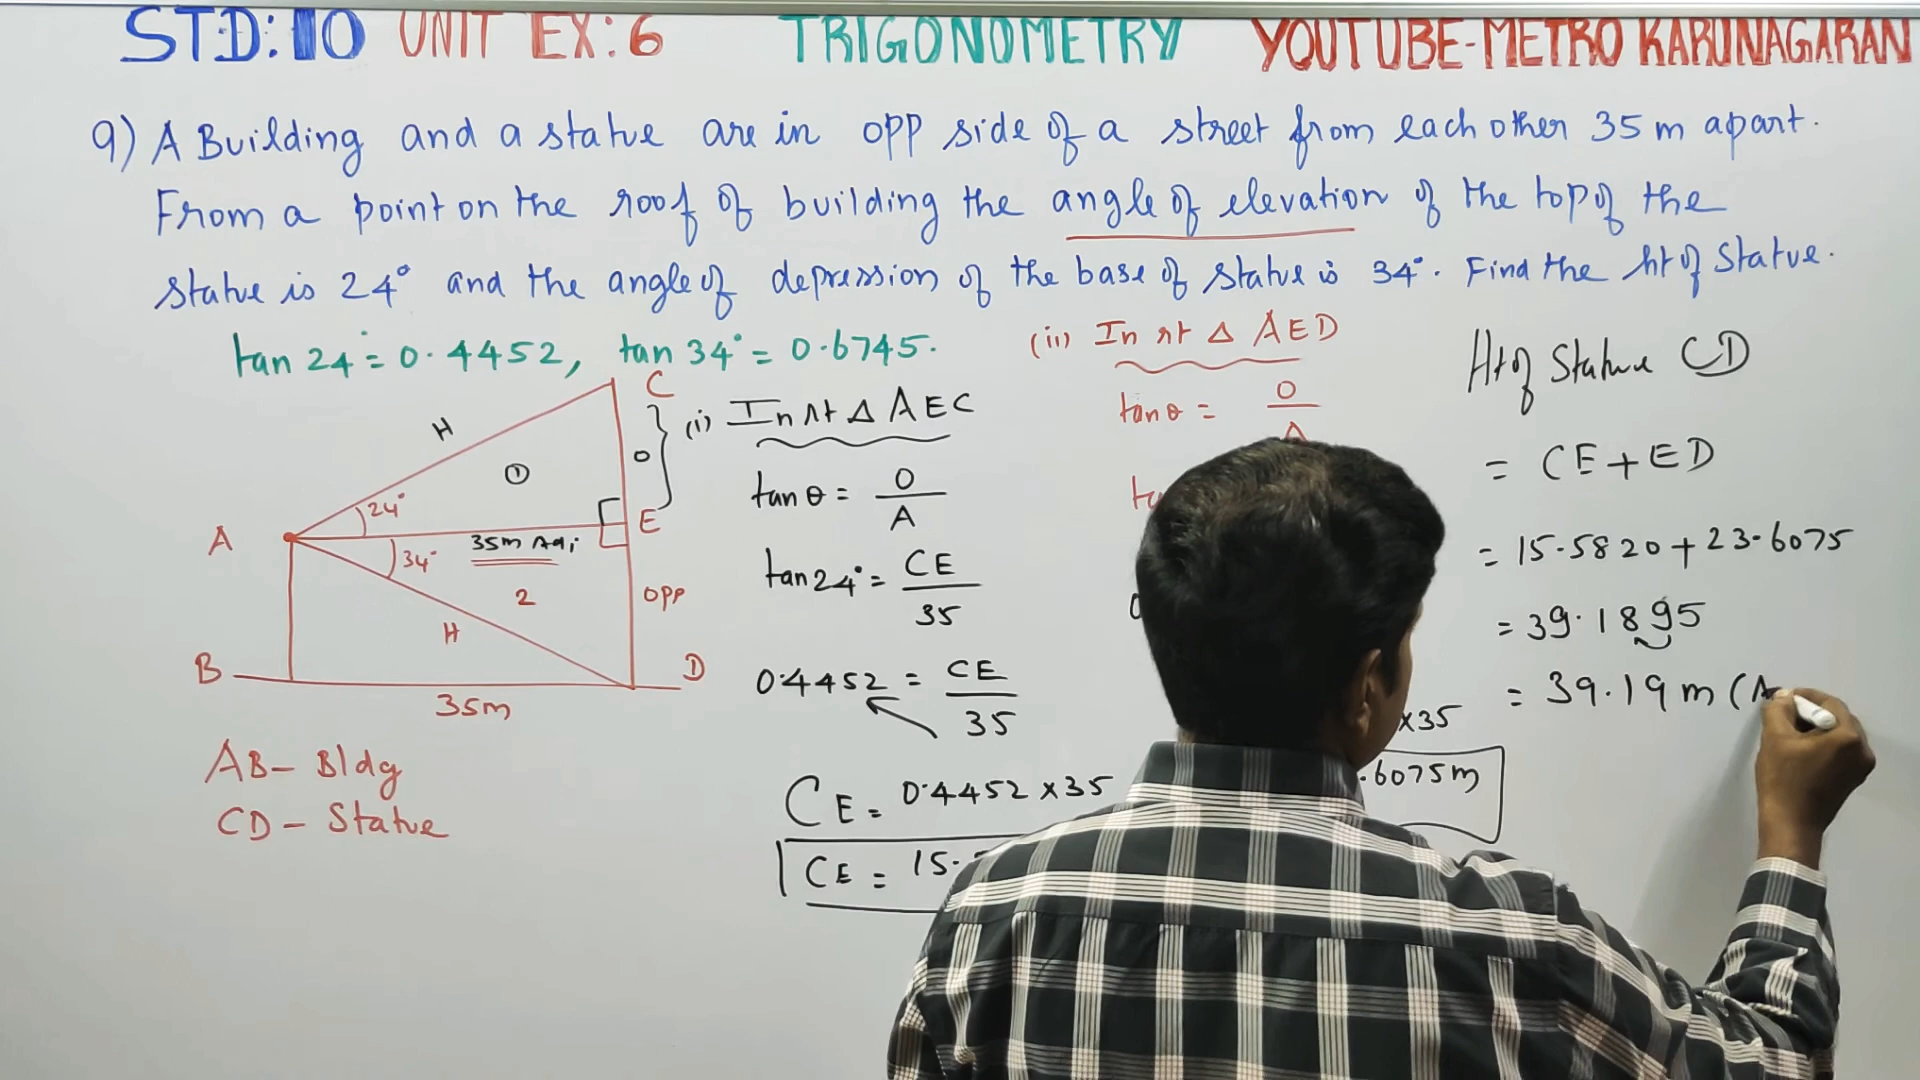 STD:10 UNIT EX:6 TRIGONOMETRY YOUTUBE-METRO KARUNAGARAN
9) A Building and a statue are in opp side of a street from each other 35 m apart.
From a point on the roof of building the angle of elevation of the top of the
statue is 24° and the angle of depression of the base of statue is 34°. Find the ht of Statue.
tan 24° = 0.4452, tan 34° = 0.6745.
C
H
①
O
24°
A
E
35m Adj
34°
2
opp
H
B
D
35m
AB - Bldg
CD - Statue
(i) In rt Δ AEC
tan θ = O/A
tan 24° = CE/35
0.4452 = CE/35
CE = 0.4452 x 35
CE = 15.
(ii) In rt Δ AED
tan θ = O/A
x35
.6075m
Ht of Statue CD
= CE + ED
= 15.5820 + 23.6075
= 39.1895
= 39.19 m (A